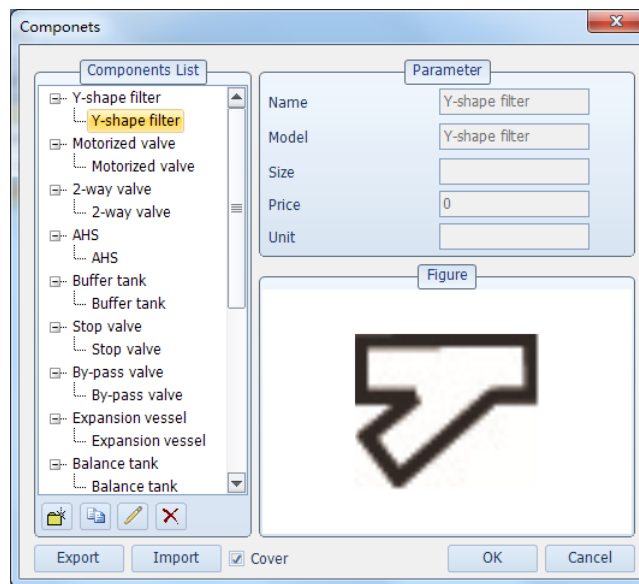 Componets
Components List
Y-shape filter
Y-shape filter
Motorized valve
Motorized valve
2-way valve
2-way valve
AHS
AHS
Buffer tank
Buffer tank
Stop valve
Stop valve
By-pass valve
By-pass valve
Expansion vessel
Expansion vessel
Balance tank
Balance tank
Parameter
Name Y-shape filter
Model Y-shape filter
Size
Price 0
Unit
Figure
Export Import Cover OK Cancel